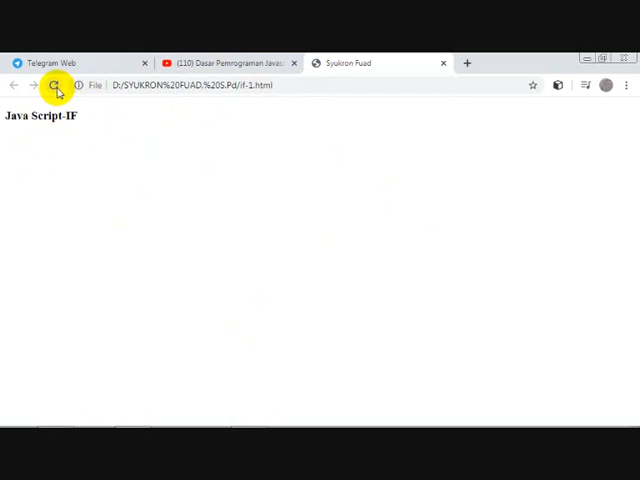 Telegram Web
(110) Dasar Pemrograman Javasc
Syukron Fuad
File
D:/SYUKRON%20FUAD,%20S.Pd/if-1.html
Java Script-IF